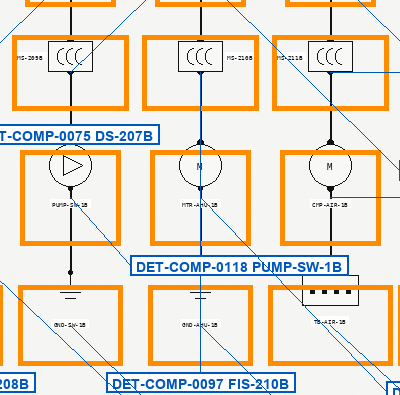 MS-209B
MS-210B
MS-211B
T-COMP-0075 DS-207B
M
M
PUMP-SW-1B
MTR-AHU-1B
CMP-AIR-1B
DET-COMP-0118 PUMP-SW-1B
GND-SW-1B
GND-AHU-1B
TB-AIR-1B
208B
DET-COMP-0097 FIS-210B
D